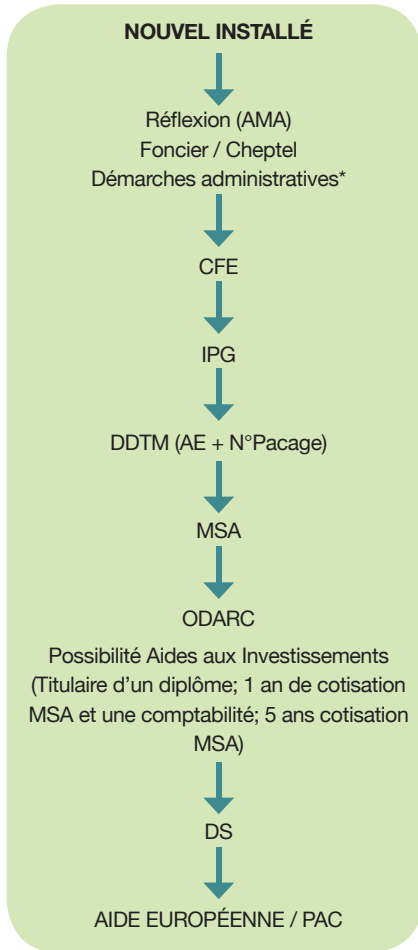 NOUVEL INSTALLÉ
Réflexion (AMA)
Foncier / Cheptel
Démarches administratives*
CFE
IPG
DDTM (AE + N°Pacage)
MSA
ODARC
Possibilité Aides aux Investissements
(Titulaire d'un diplôme; 1 an de cotisation
MSA et une comptabilité; 5 ans cotisation
MSA)
DS
AIDE EUROPÉENNE / PAC